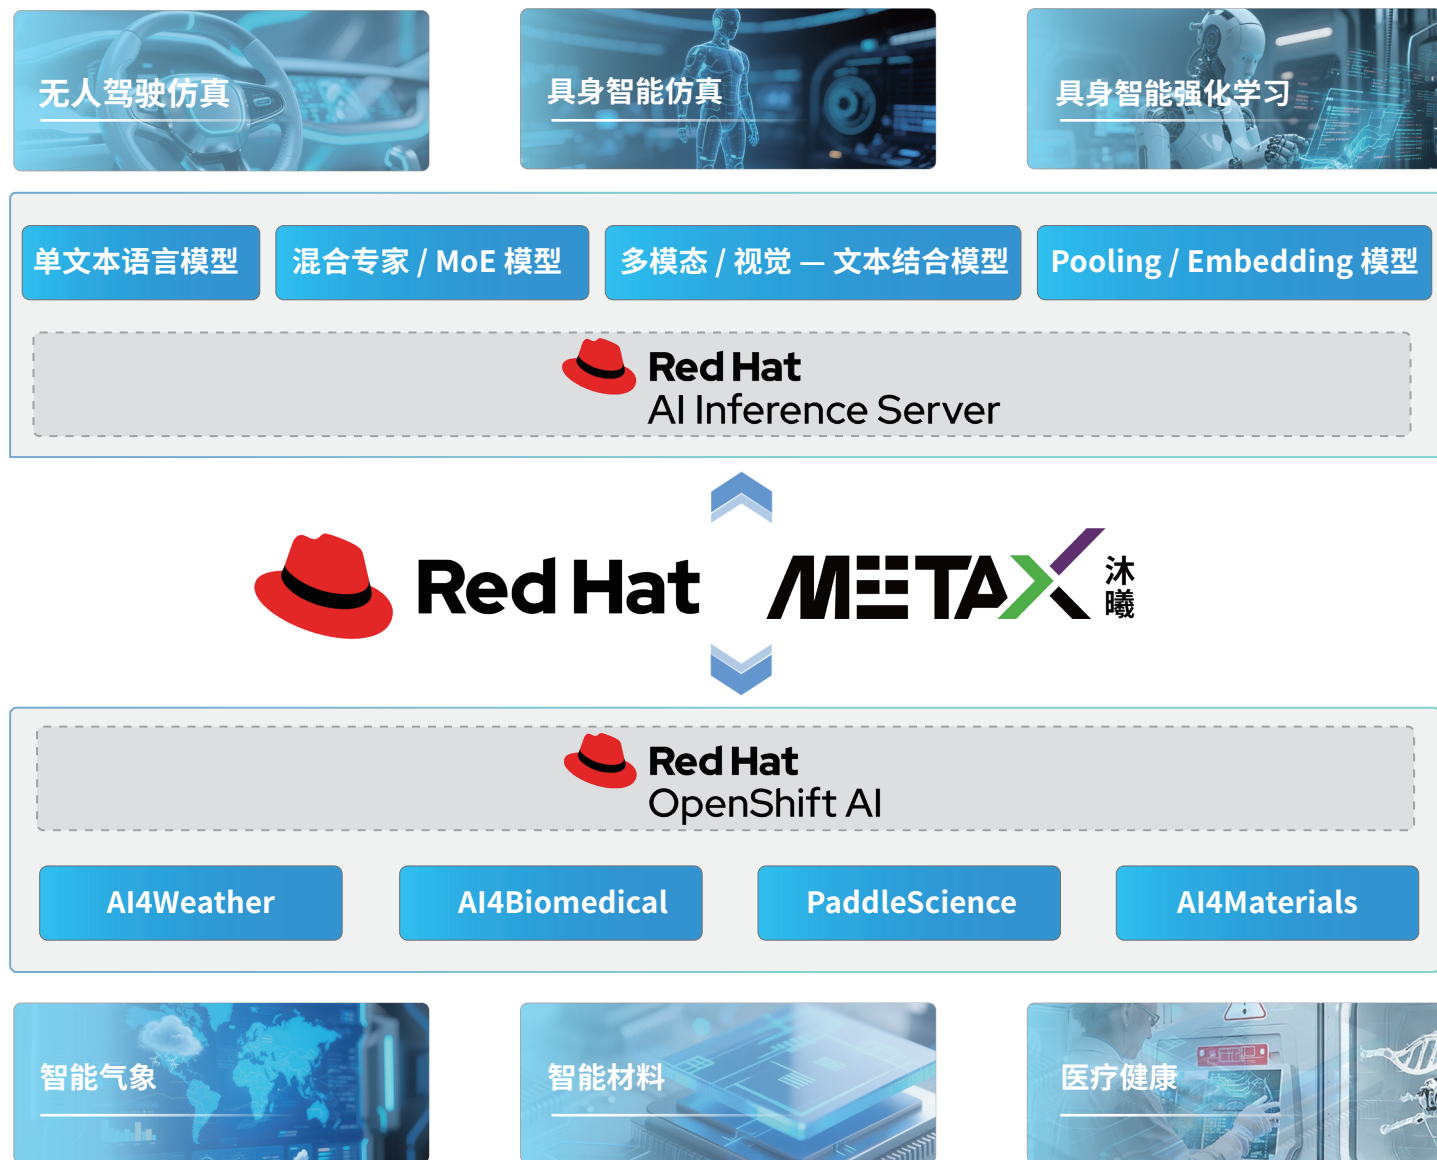 无人驾驶仿真
具身智能仿真
具身智能强化学习
单文本语言模型
混合专家 / MoE 模型
多模态 / 视觉 — 文本结合模型
Pooling / Embedding 模型
Red Hat
AI Inference Server
Red Hat
METAX
沐曦
Red Hat
OpenShift AI
AI4Weather
AI4Biomedical
PaddleScience
AI4Materials
智能气象
智能材料
医疗健康